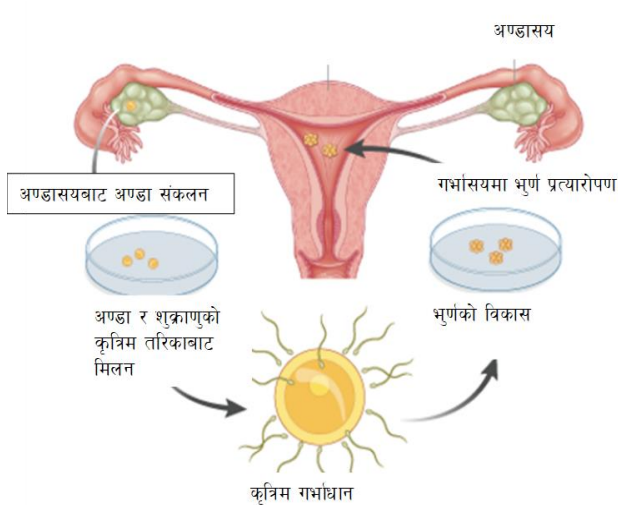 अण्डासय
अण्डासयबाट अण्डा संकलन
गर्भासयमा भुर्ण प्रत्यारोपण
अण्डा र शुक्राणुको
कृत्रिम तरिकाबाट
मिलन
भुर्णको विकास
कृत्रिम गर्भाधान